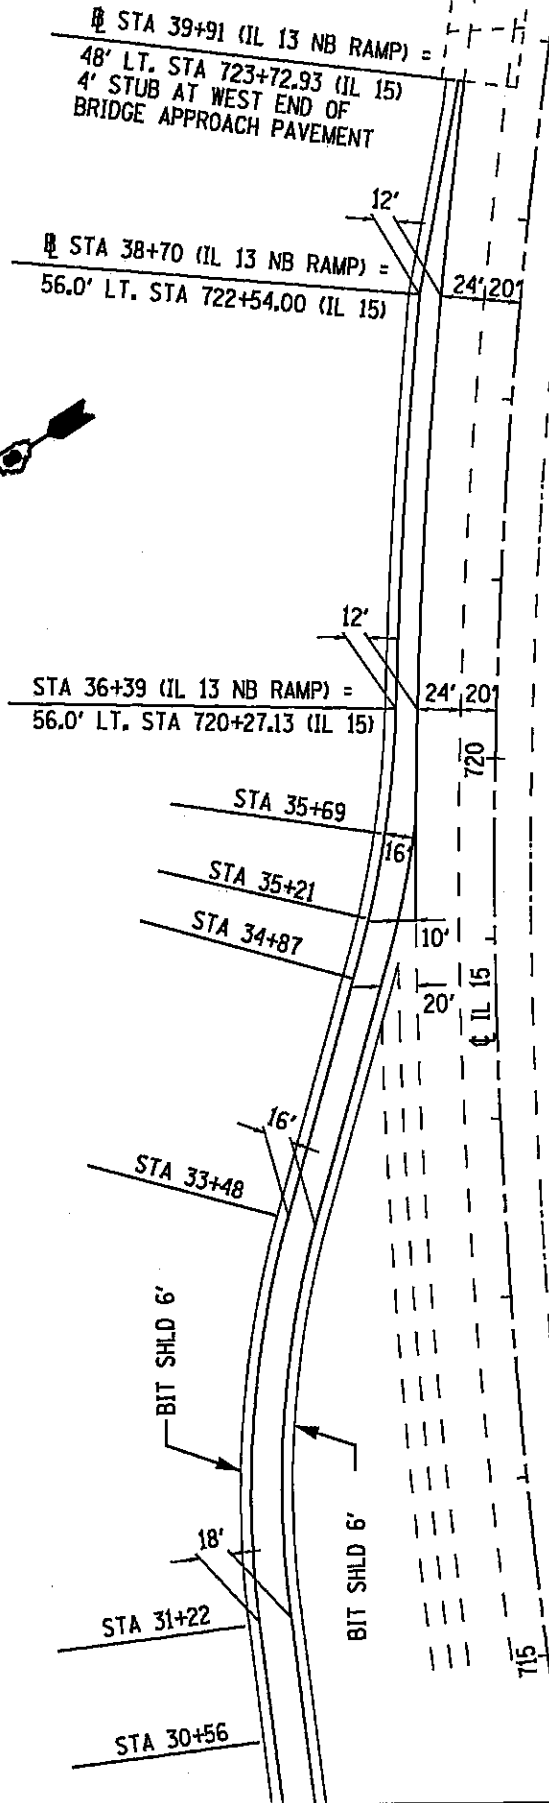 ⅊ STA 39+91 (IL 13 NB RAMP) =
48' LT. STA 723+72.93 (IL 15)
4' STUB AT WEST END OF
BRIDGE APPROACH PAVEMENT
12'
⅊ STA 38+70 (IL 13 NB RAMP) =
56.0' LT. STA 722+54.00 (IL 15)
24' 20'
12'
STA 36+39 (IL 13 NB RAMP) =
56.0' LT. STA 720+27.13 (IL 15)
24' 20'
720
STA 35+69
16'
STA 35+21
10'
STA 34+87
20'
℄ IL 15
16'
STA 33+48
BIT SHLD 6'
BIT SHLD 6'
18'
STA 31+22
715
STA 30+56